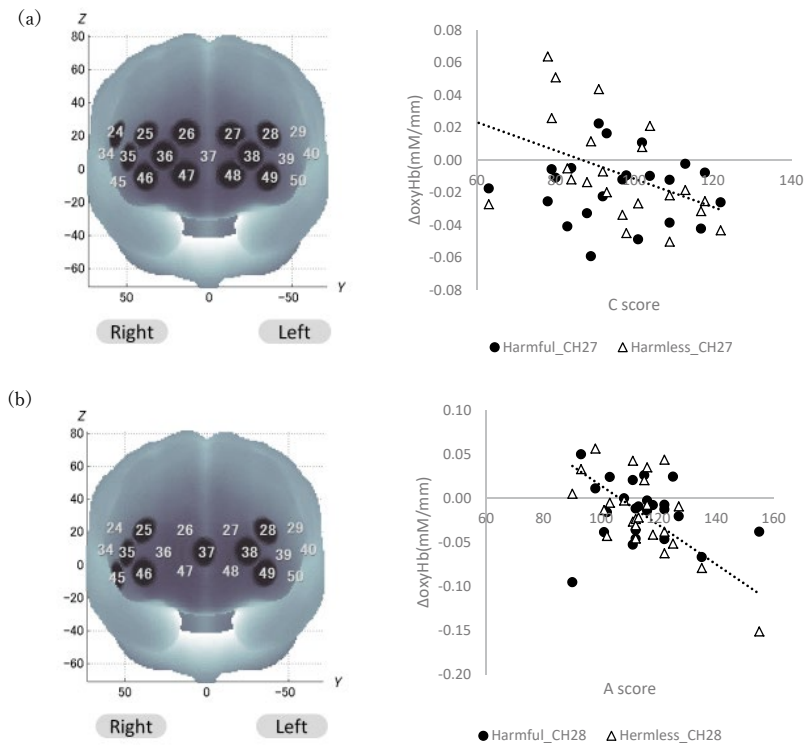 (a)
Z
80
60
40
20
0
−20
−40
−60
24 25 26 27 28 29
34 35 36 37 38 39 40
45 46 47 48 49 50
50 0 −50 Y
Right Left
0.08
0.06
0.04
0.02
0.00
-0.02
-0.04
-0.06
-0.08
60 80 100 120 140
ΔoxyHb(mM/mm)
C score
Harmful_CH27 Harmless_CH27
(b)
Z
80
60
40
20
0
−20
−40
−60
24 25 26 27 28 29
34 35 36 37 38 39 40
45 46 47 48 49 50
50 0 −50 Y
Right Left
0.10
0.05
0.00
-0.05
-0.10
-0.15
-0.20
60 80 100 120 140 160
ΔoxyHb(mM/mm)
A score
Harmful_CH28 Hermless_CH28